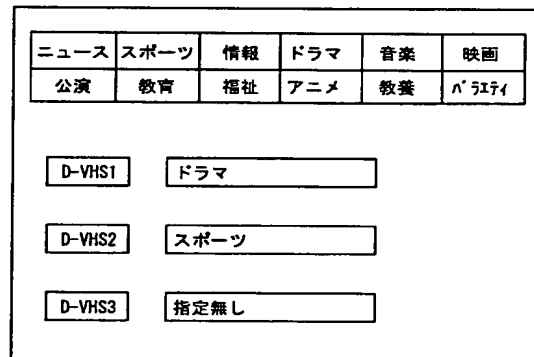 ニュース スポーツ 情報 ドラマ 音楽 映画
公演 教育 福祉 アニメ 教養 バラエティ
D-VHS1 ドラマ
D-VHS2 スポーツ
D-VHS3 指定無し